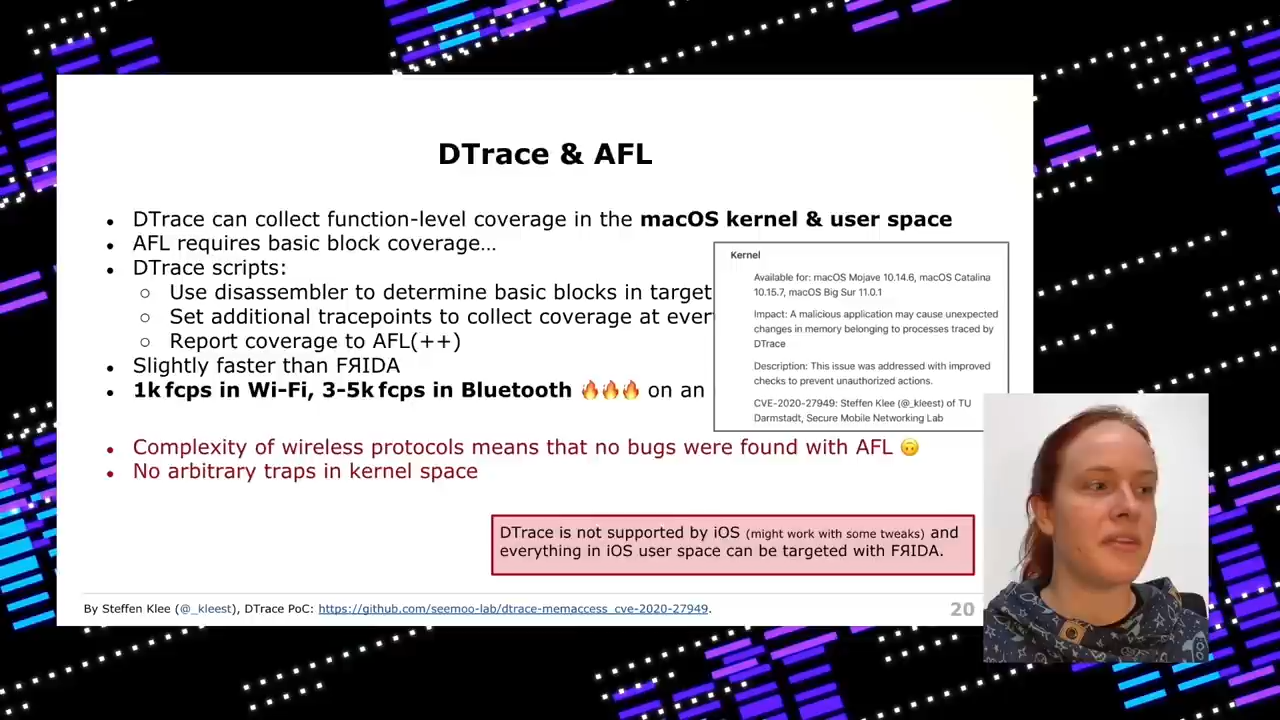 DTrace & AFL
• DTrace can collect function-level coverage in the macOS kernel & user space
• AFL requires basic block coverage…
• DTrace scripts:
○ Use disassembler to determine basic blocks in target
○ Set additional tracepoints to collect coverage at ever
○ Report coverage to AFL(++)
• Slightly faster than FЯIDA
• 1k fcps in Wi-Fi, 3-5k fcps in Bluetooth 🔥🔥🔥 on an
Kernel
Available for: macOS Mojave 10.14.6, macOS Catalina
10.15.7, macOS Big Sur 11.0.1
Impact: A malicious application may cause unexpected
changes in memory belonging to processes traced by
DTrace
Description: This issue was addressed with improved
checks to prevent unauthorized actions.
CVE-2020-27949: Steffen Klee (@_kleest) of TU
Darmstadt, Secure Mobile Networking Lab
• Complexity of wireless protocols means that no bugs were found with AFL 🙃
• No arbitrary traps in kernel space
DTrace is not supported by iOS (might work with some tweaks) and
everything in iOS user space can be targeted with FЯIDA.
By Steffen Klee (@_kleest), DTrace PoC: https://github.com/seemoo-lab/dtrace-memaccess_cve-2020-27949.
20